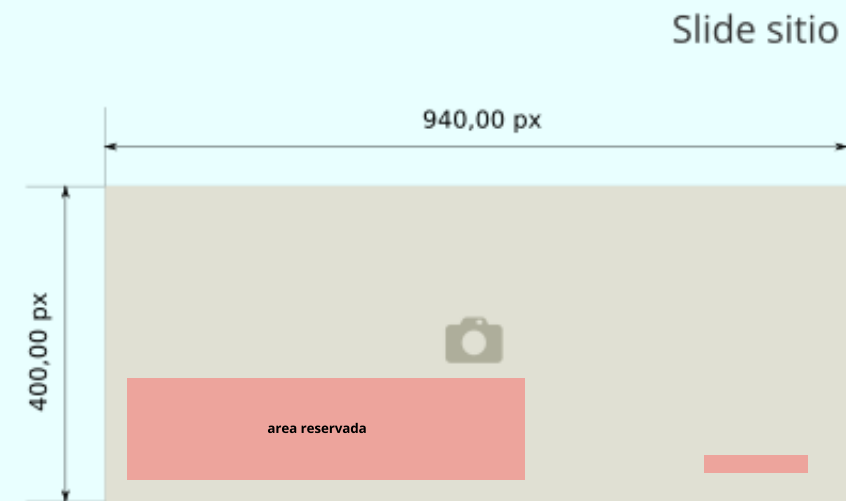 Slide sitio
940,00 px
400,00 px
area reservada